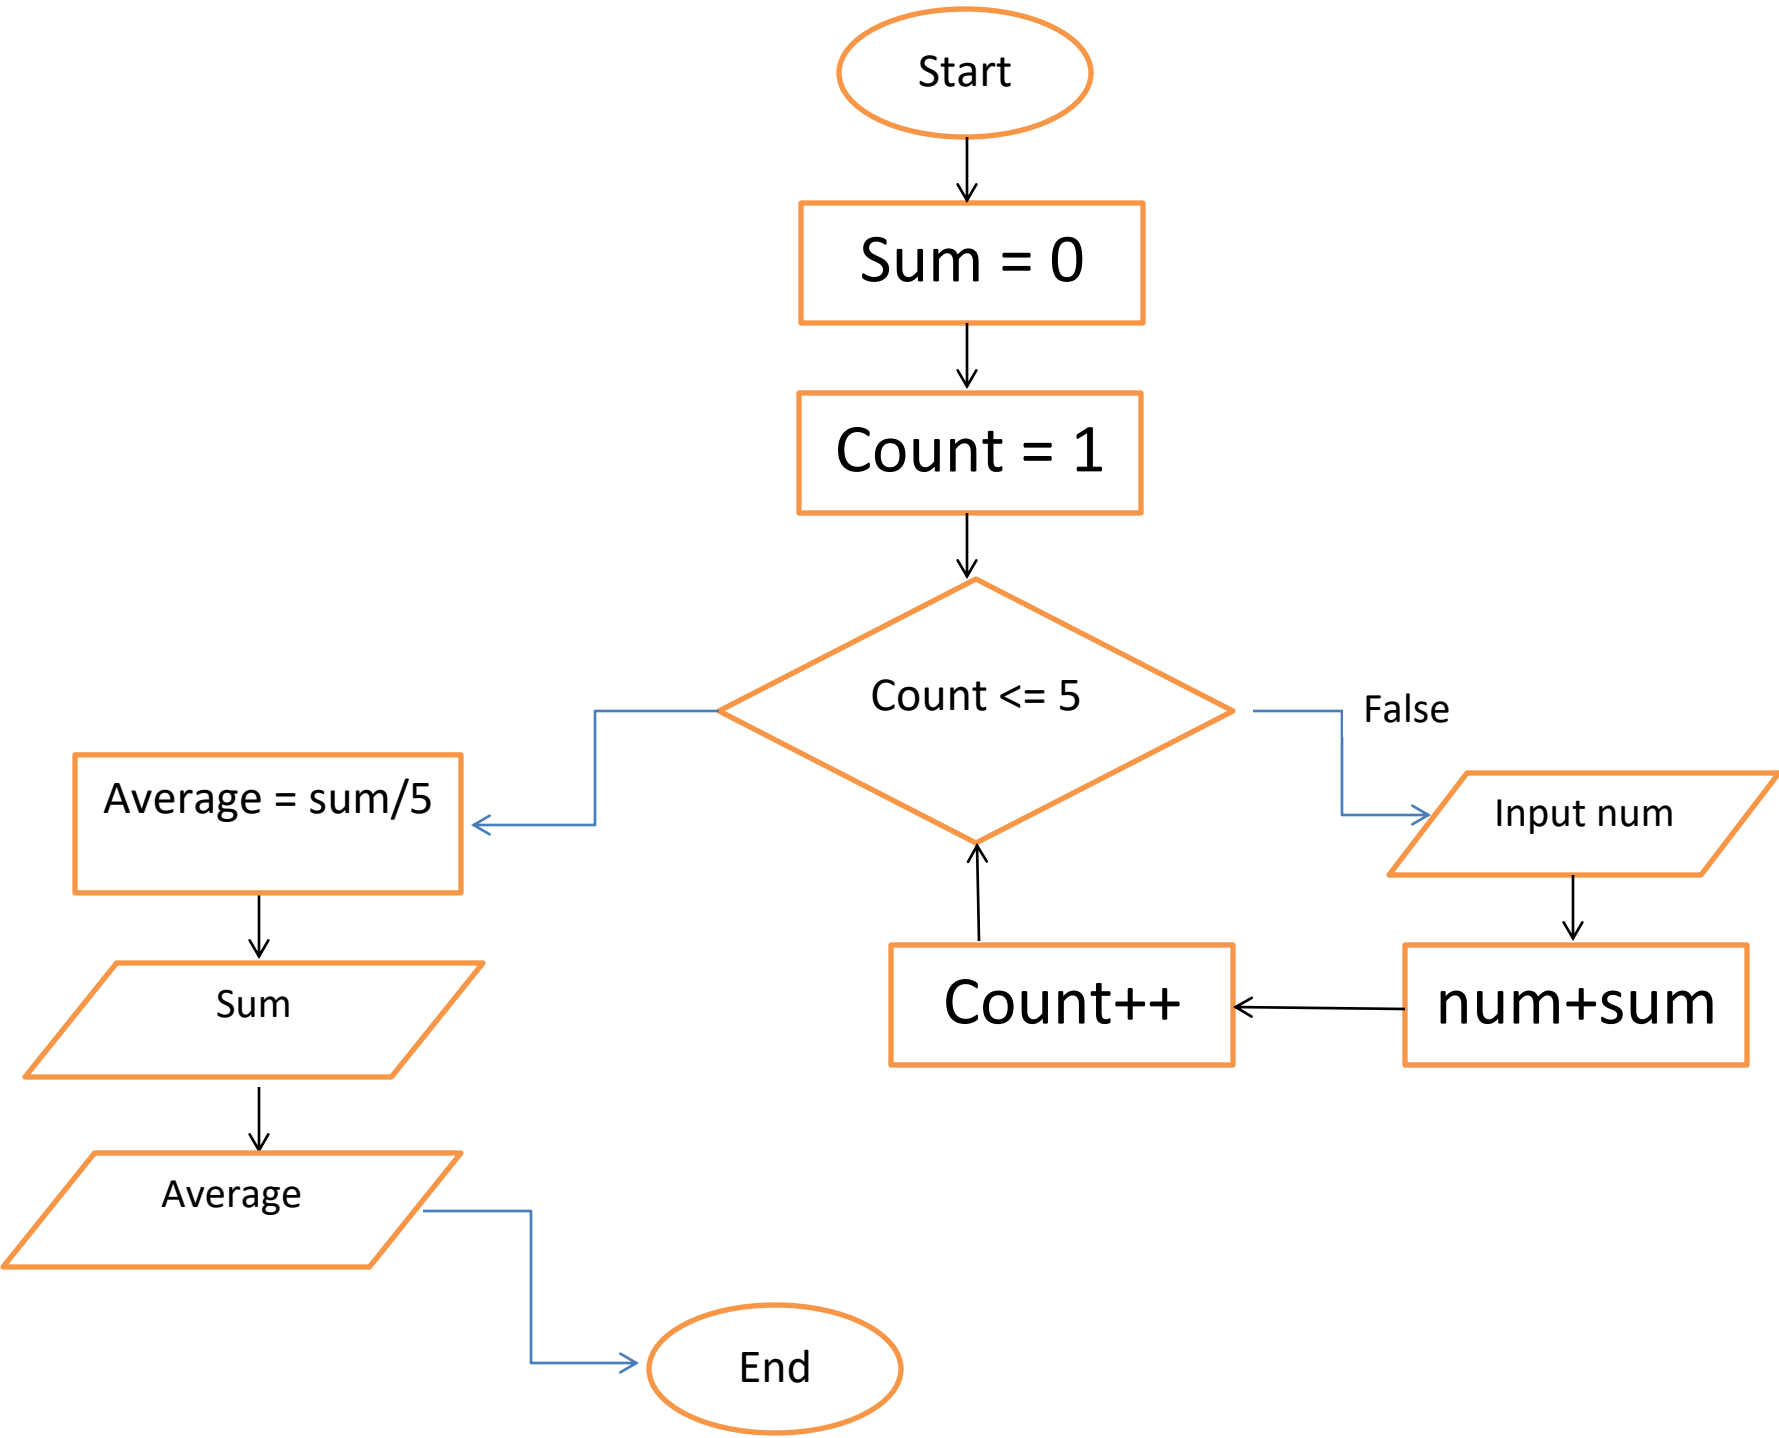 Start
Sum = 0
Count = 1
Count <= 5
False
Average = sum/5
Input num
Sum
Count++
num+sum
Average
End